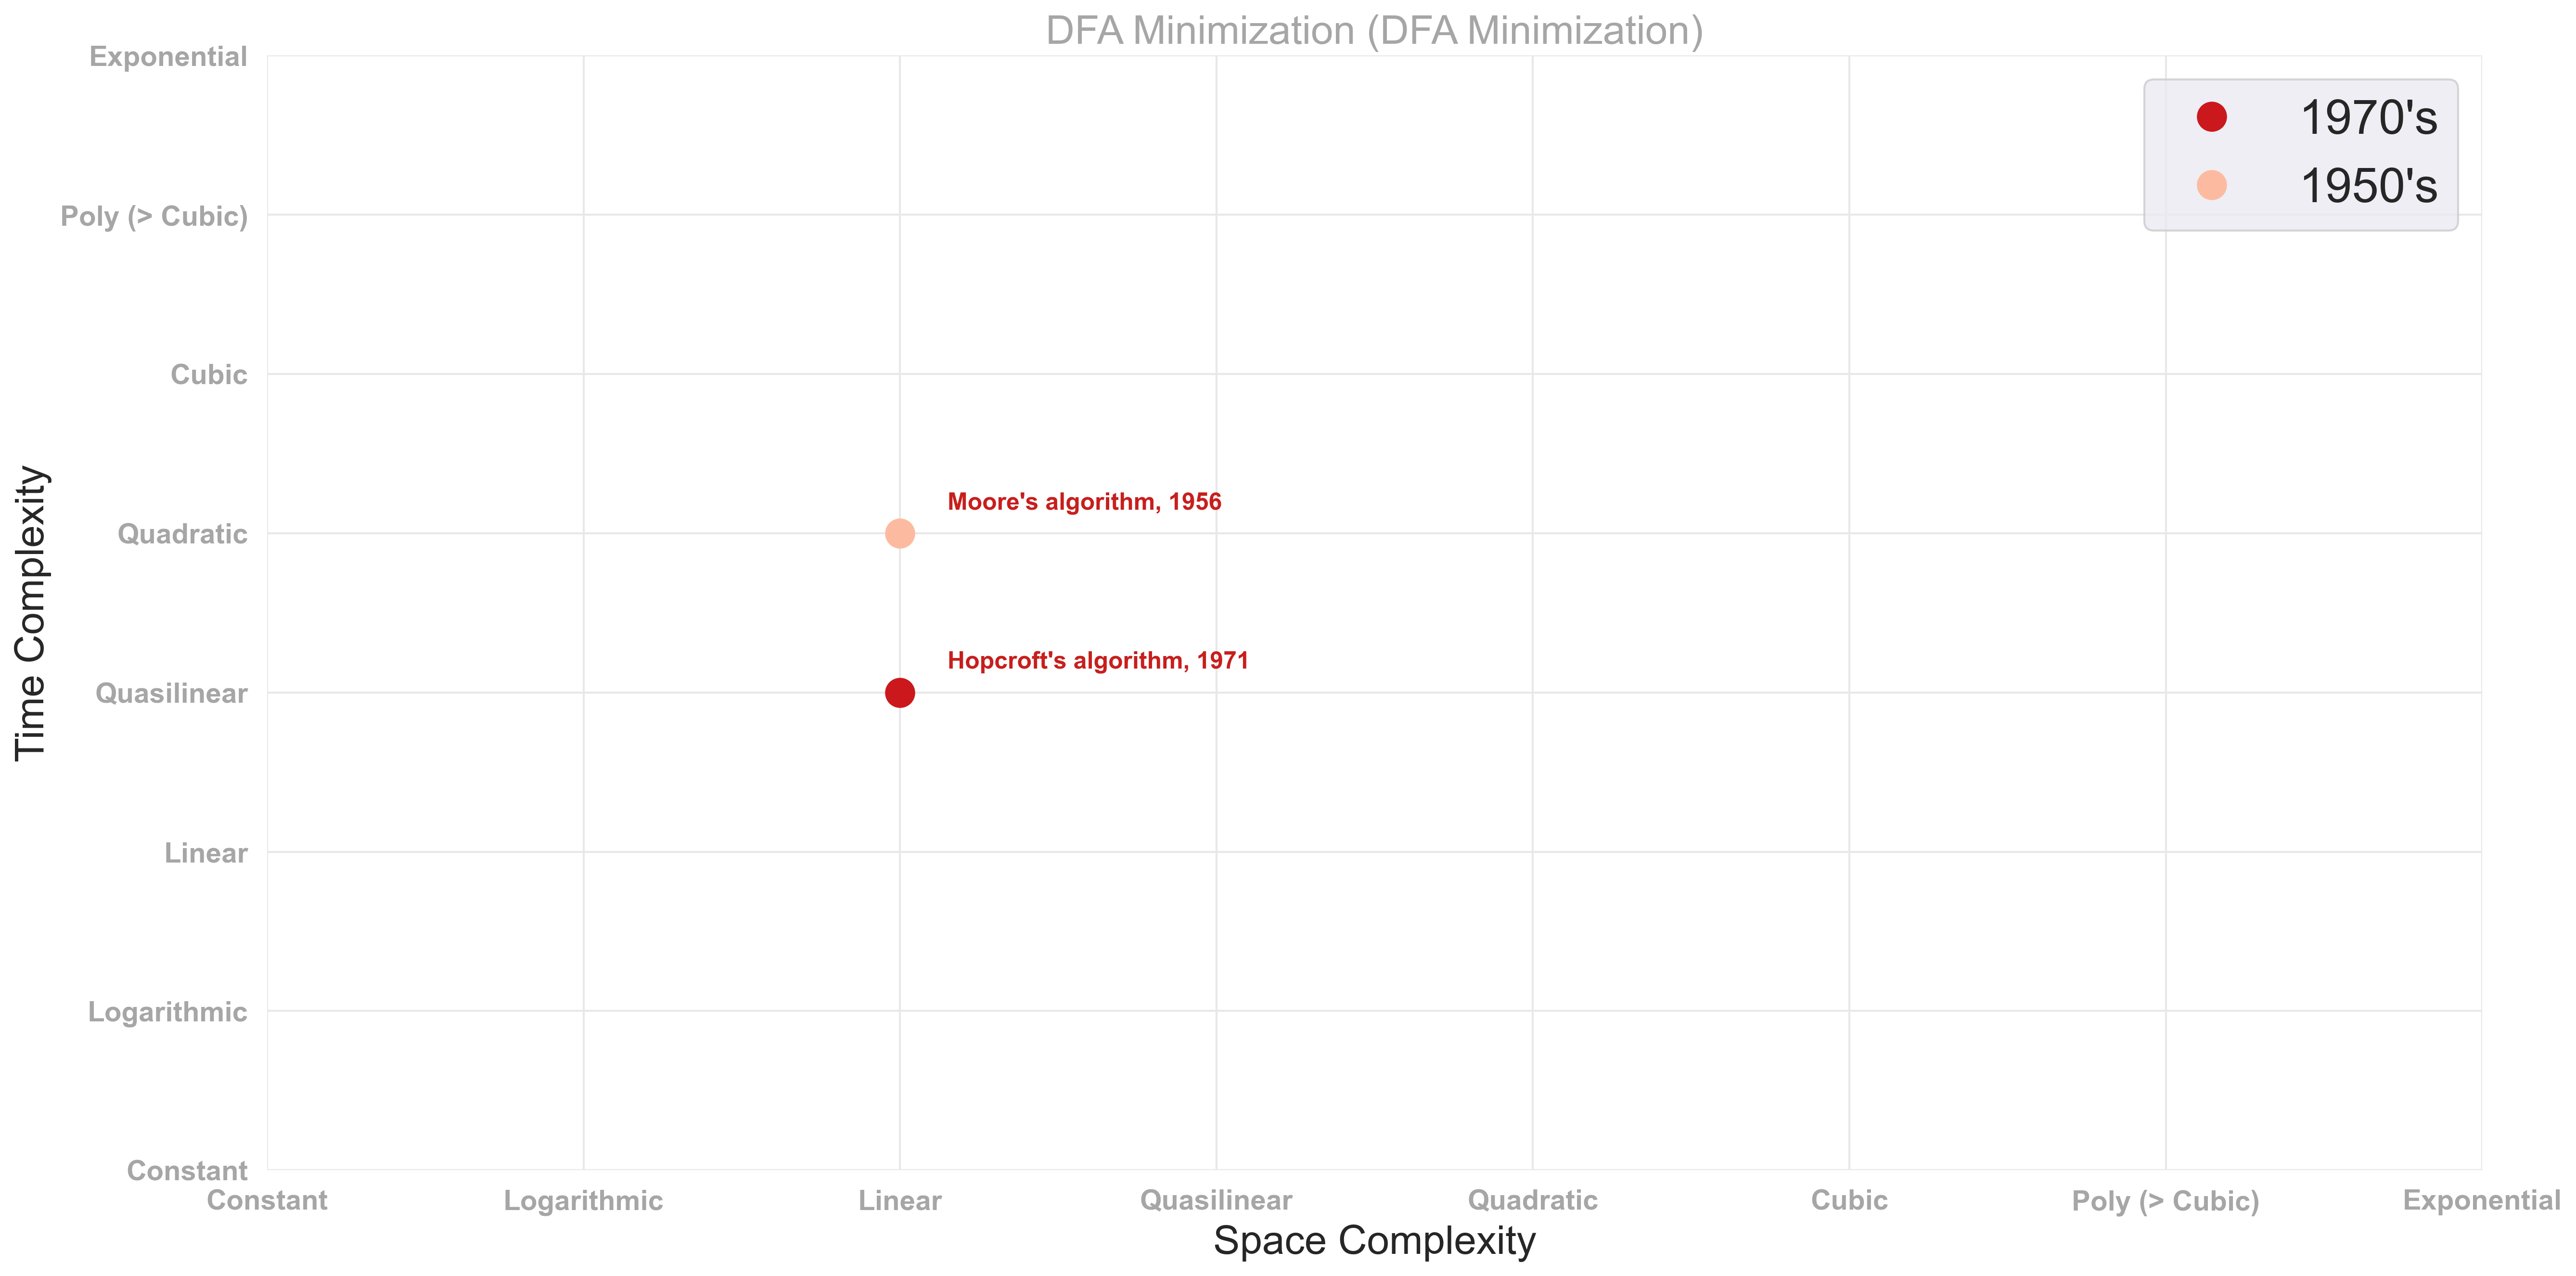 DFA Minimization (DFA Minimization)
1970's
1950's
Time Complexity
Exponential
Poly (> Cubic)
Cubic
Quadratic
Quasilinear
Linear
Logarithmic
Constant
Moore's algorithm, 1956
Hopcroft's algorithm, 1971
Constant Logarithmic Linear Quasilinear Quadratic Cubic Poly (> Cubic) Exponential
Space Complexity